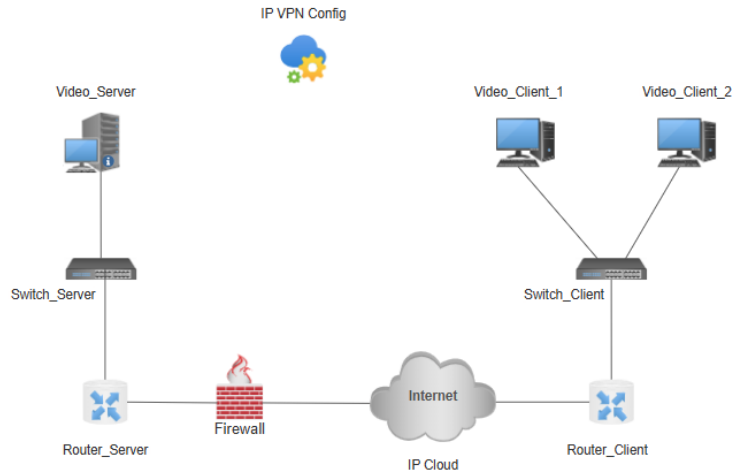 IP VPN Config
Video_Server
Video_Client_1
Video_Client_2
Switch_Server
Switch_Client
Internet
Firewall
Router_Server
Router_Client
IP Cloud